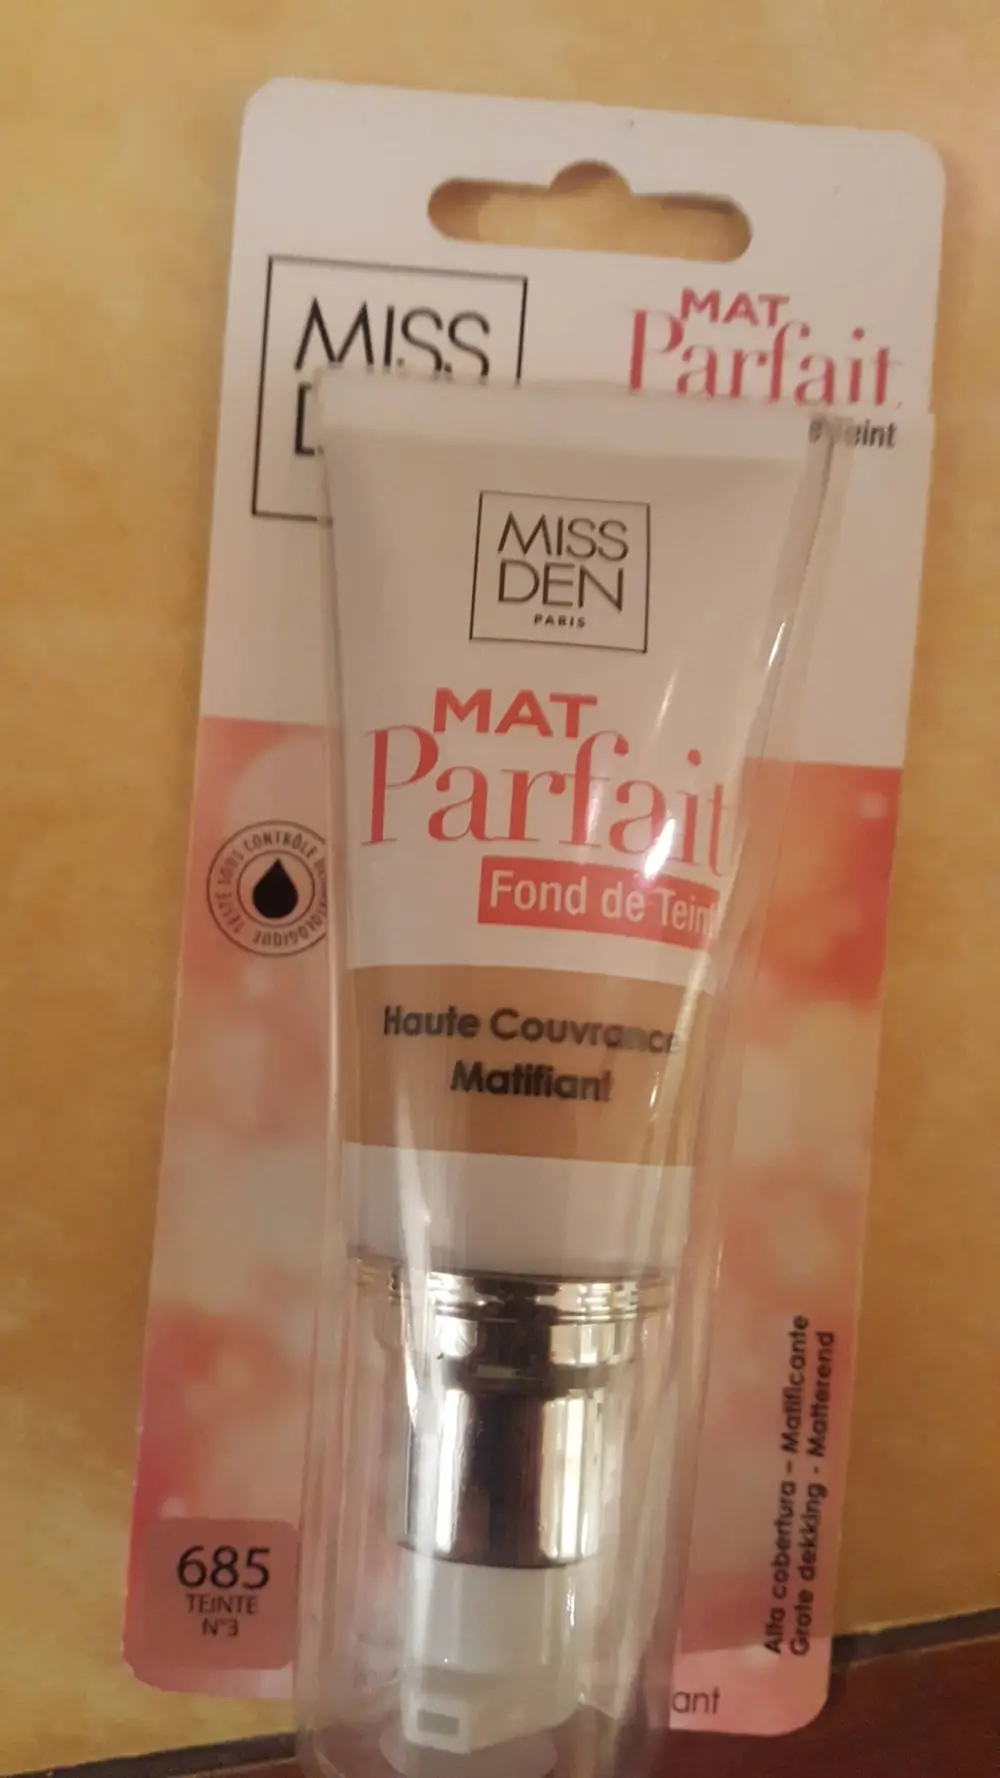 MISS
MAT
Parfait
MISS
DEN
PARIS
MAT
Parfait
Fond de Teint
Haute Couvrance
Matifiant
685
TEINTE
N°3
Alta cobertura – Matificante
Grote dekking - Matterend